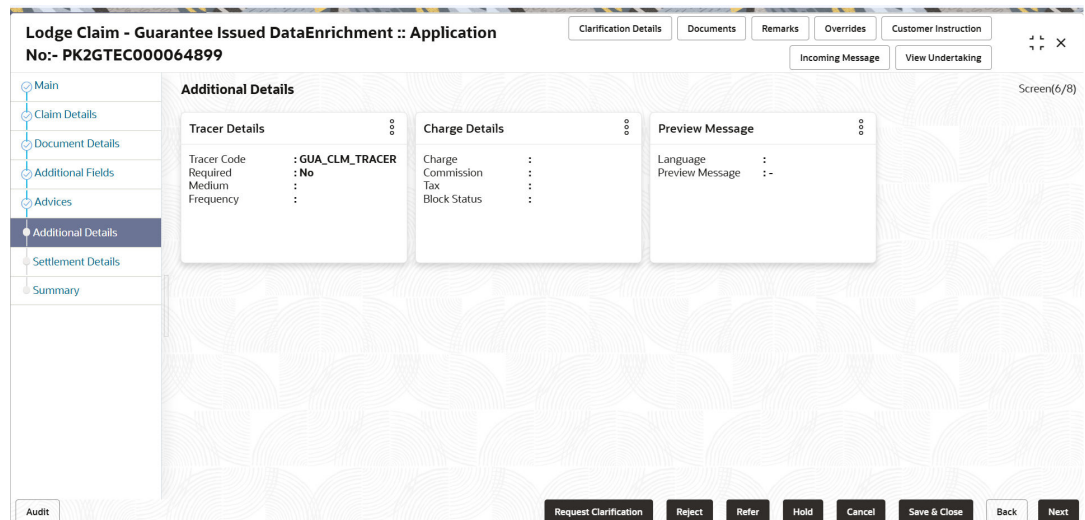 Lodge Claim - Guarantee Issued DataEnrichment :: Application
No:- PK2GTEC000064899
Clarification Details
Documents
Remarks
Overrides
Customer Instruction
Incoming Message
View Undertaking
Main
Claim Details
Document Details
Additional Fields
Advices
Additional Details
Settlement Details
Summary
Additional Details
Screen(6/8)
Tracer Details
Tracer Code : GUA_CLM_TRACER
Required : No
Medium :
Frequency :
Charge Details
Charge :
Commission :
Tax :
Block Status :
Preview Message
Language :
Preview Message : -
Audit
Request Clarification
Reject
Refer
Hold
Cancel
Save & Close
Back
Next